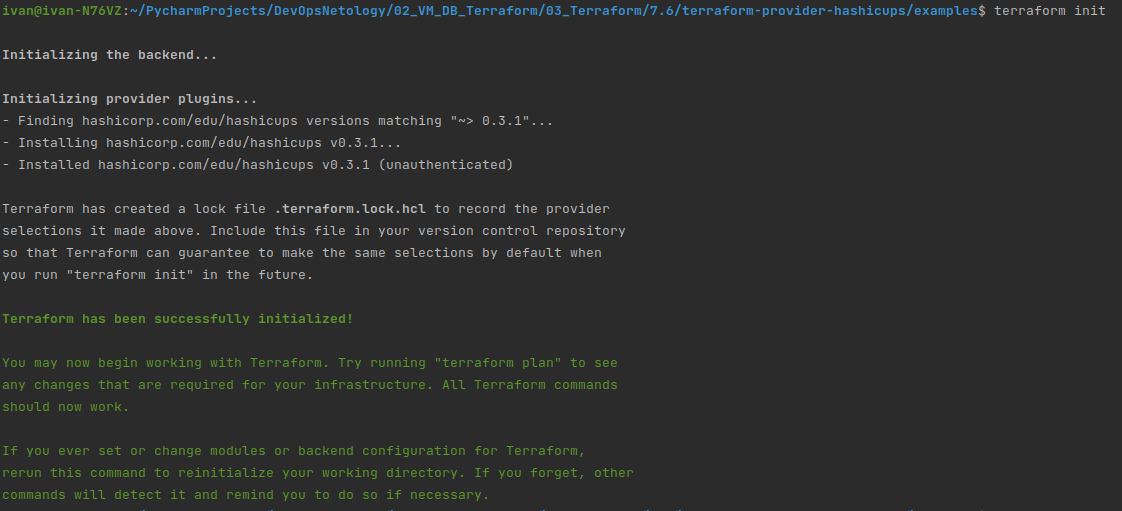 ivan@ivan-N76VZ:~/PycharmProjects/DevOpsNetology/02_VM_DB_Terraform/03_Terraform/7.6/terraform-provider-hashicups/examples$ terraform init
Initializing the backend...
Initializing provider plugins...
- Finding hashicorp.com/edu/hashicups versions matching "~> 0.3.1"...
- Installing hashicorp.com/edu/hashicups v0.3.1...
- Installed hashicorp.com/edu/hashicups v0.3.1 (unauthenticated)
Terraform has created a lock file .terraform.lock.hcl to record the provider
selections it made above. Include this file in your version control repository
so that Terraform can guarantee to make the same selections by default when
you run "terraform init" in the future.
Terraform has been successfully initialized!
You may now begin working with Terraform. Try running "terraform plan" to see
any changes that are required for your infrastructure. All Terraform commands
should now work.
If you ever set or change modules or backend configuration for Terraform,
rerun this command to reinitialize your working directory. If you forget, other
commands will detect it and remind you to do so if necessary.